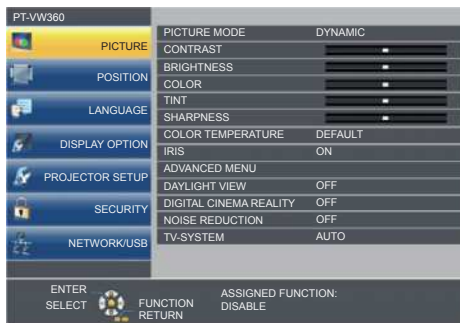 PT-VW360
PICTURE
POSITION
LANGUAGE
DISPLAY OPTION
PROJECTOR SETUP
SECURITY
NETWORK/USB
PICTURE MODE DYNAMIC
CONTRAST
BRIGHTNESS
COLOR
TINT
SHARPNESS
COLOR TEMPERATURE DEFAULT
IRIS ON
ADVANCED MENU
DAYLIGHT VIEW OFF
DIGITAL CINEMA REALITY OFF
NOISE REDUCTION OFF
TV-SYSTEM AUTO
ENTER
SELECT
FUNCTION
RETURN
ASSIGNED FUNCTION:
DISABLE